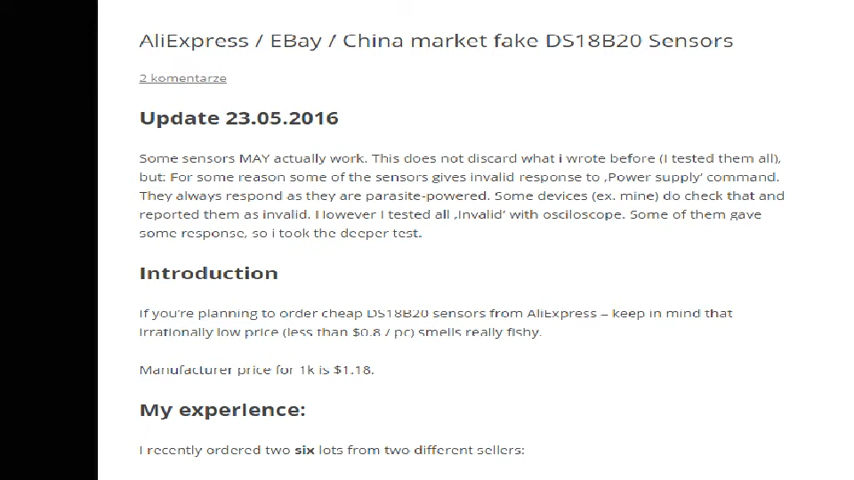 AliExpress / EBay / China market fake DS18B20 Sensors
2 komentarze
Update 23.05.2016
Some sensors MAY actually work. This does not discard what i wrote before (I tested them all),
but: For some reason some of the sensors gives invalid response to ‚Power supply’ command.
They always respond as they are parasite-powered. Some devices (ex. mine) do check that and
reported them as invalid. However I tested all ‚Invalid’ with osciloscope. Some of them gave
some response, so i took the deeper test.
Introduction
If you’re planning to order cheap DS18B20 sensors from AliExpress – keep in mind that
irrationally low price (less than $0.8 / pc) smells really fishy.
Manufacturer price for 1k is $1.18.
My experience:
I recently ordered two six lots from two different sellers: